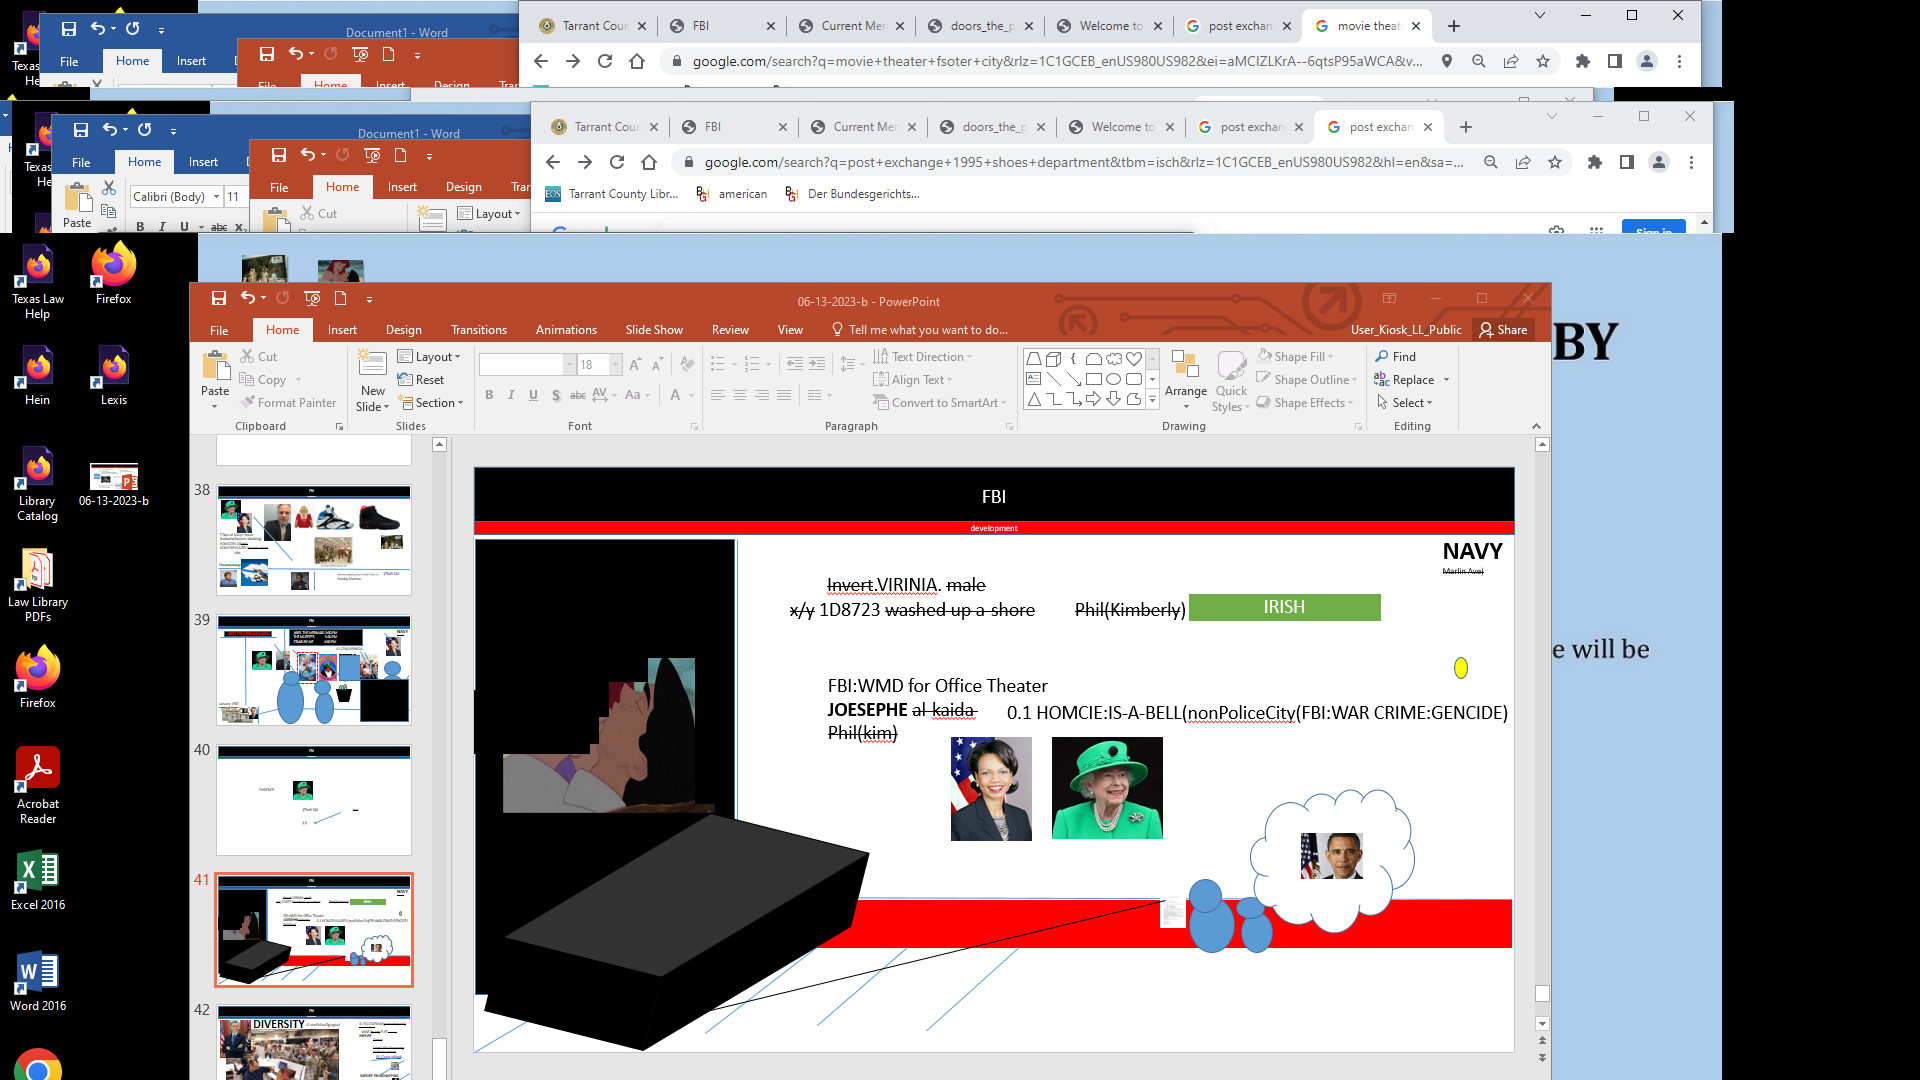 Document1 - Word
File Home Insert
File Home Insert Design
Tarrant Coun FBI Current Mer doors_the_p Welcome to post exchan movie theat
google.com/search?q=movie+theater+fsoter+city&rlz=1C1GCEB_enUS980US982&ei=aMCIZLKrA--6qtsP95aWCA&v...
Document1 - Word
File Home Insert
Calibri (Body) 11
Paste
B I U abc X
File Home Insert Design Tran
Cut
Layout
Tarrant Coun FBI Current Mer doors_the_p Welcome to post exchan post exchan
google.com/search?q=post+exchange+1995+shoes+department&tbm=isch&rlz=1C1GCEB_enUS980US982&hl=en&sa=...
Tarrant County Libr... american Der Bundesgerichts...
Sign in
Texas Law Help
Firefox
Hein
Lexis
Library Catalog
06-13-2023-b
Law Library PDFs
Firefox
Acrobat Reader
Excel 2016
Word 2016
BY
e will be
06-13-2023-b - PowerPoint
File Home Insert Design Transitions Animations Slide Show Review View Tell me what you want to do...
User_Kiosk_LL_Public Share
Paste
Cut
Copy
Format Painter
Clipboard
New Slide
Layout
Reset
Section
Slides
18
B I U S abc AV Aa A
Font
Text Direction
Align Text
Convert to SmartArt
Paragraph
Arrange
Quick Styles
Shape Fill
Shape Outline
Shape Effects
Drawing
Find
Replace
Select
Editing
38
39
40
41
42
DIVERSITY
FBI
development
NAVY
Marlin Ave)
Invert.VIRINIA. male
x/y 1D8723 washed up a shore Phil(Kimberly) IRISH
FBI:WMD for Office Theater
JOESEPHE al kaida 0.1 HOMCIE:IS-A-BELL(nonPoliceCity(FBI:WAR CRIME:GENCIDE)
Phil(kim)